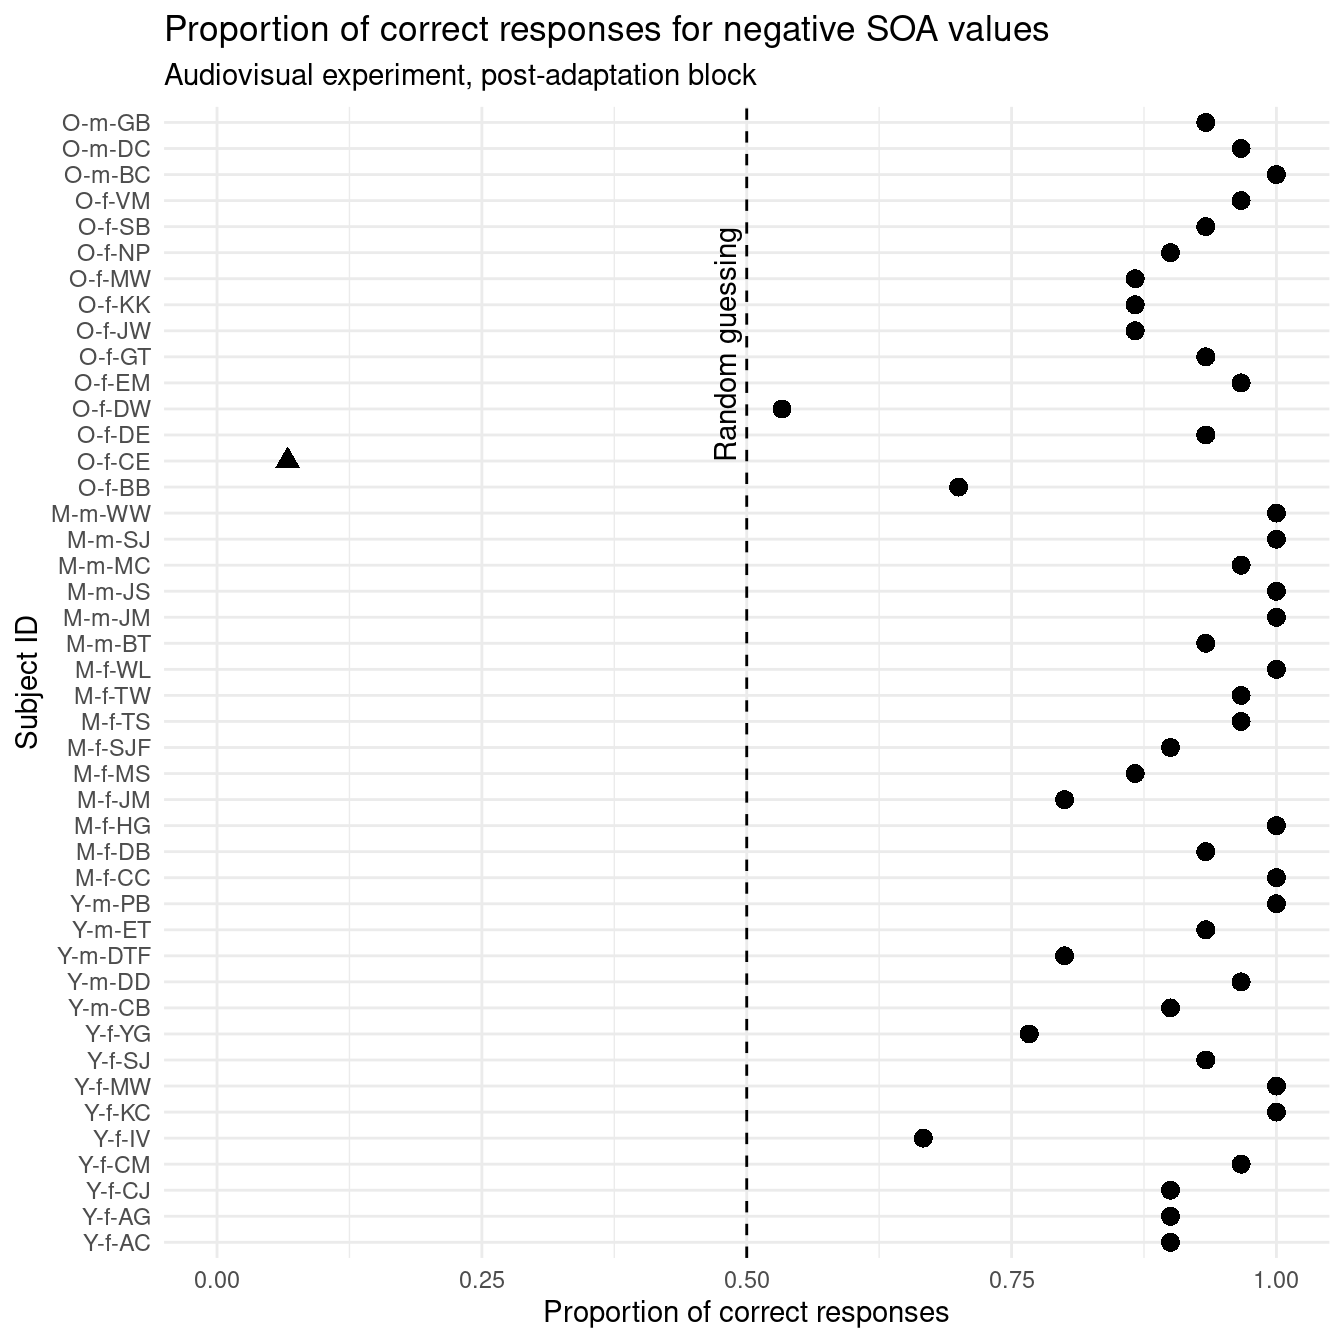 Proportion of correct responses for negative SOA values
Audiovisual experiment, post-adaptation block
O-m-GB
O-m-DC
O-m-BC
O-f-VM
O-f-SB
O-f-NP
O-f-MW
O-f-KK
O-f-JW
O-f-GT
O-f-EM
O-f-DW
O-f-DE
O-f-CE
O-f-BB
M-m-WW
M-m-SJ
M-m-MC
M-m-JS
M-m-JM
M-m-BT
M-f-WL
M-f-TW
M-f-TS
M-f-SJF
M-f-MS
M-f-JM
M-f-HG
M-f-DB
M-f-CC
Y-m-PB
Y-m-ET
Y-m-DTF
Y-m-DD
Y-m-CB
Y-f-YG
Y-f-SJ
Y-f-MW
Y-f-KC
Y-f-IV
Y-f-CM
Y-f-CJ
Y-f-AG
Y-f-AC
Subject ID
Random guessing
0.00 0.25 0.50 0.75 1.00
Proportion of correct responses